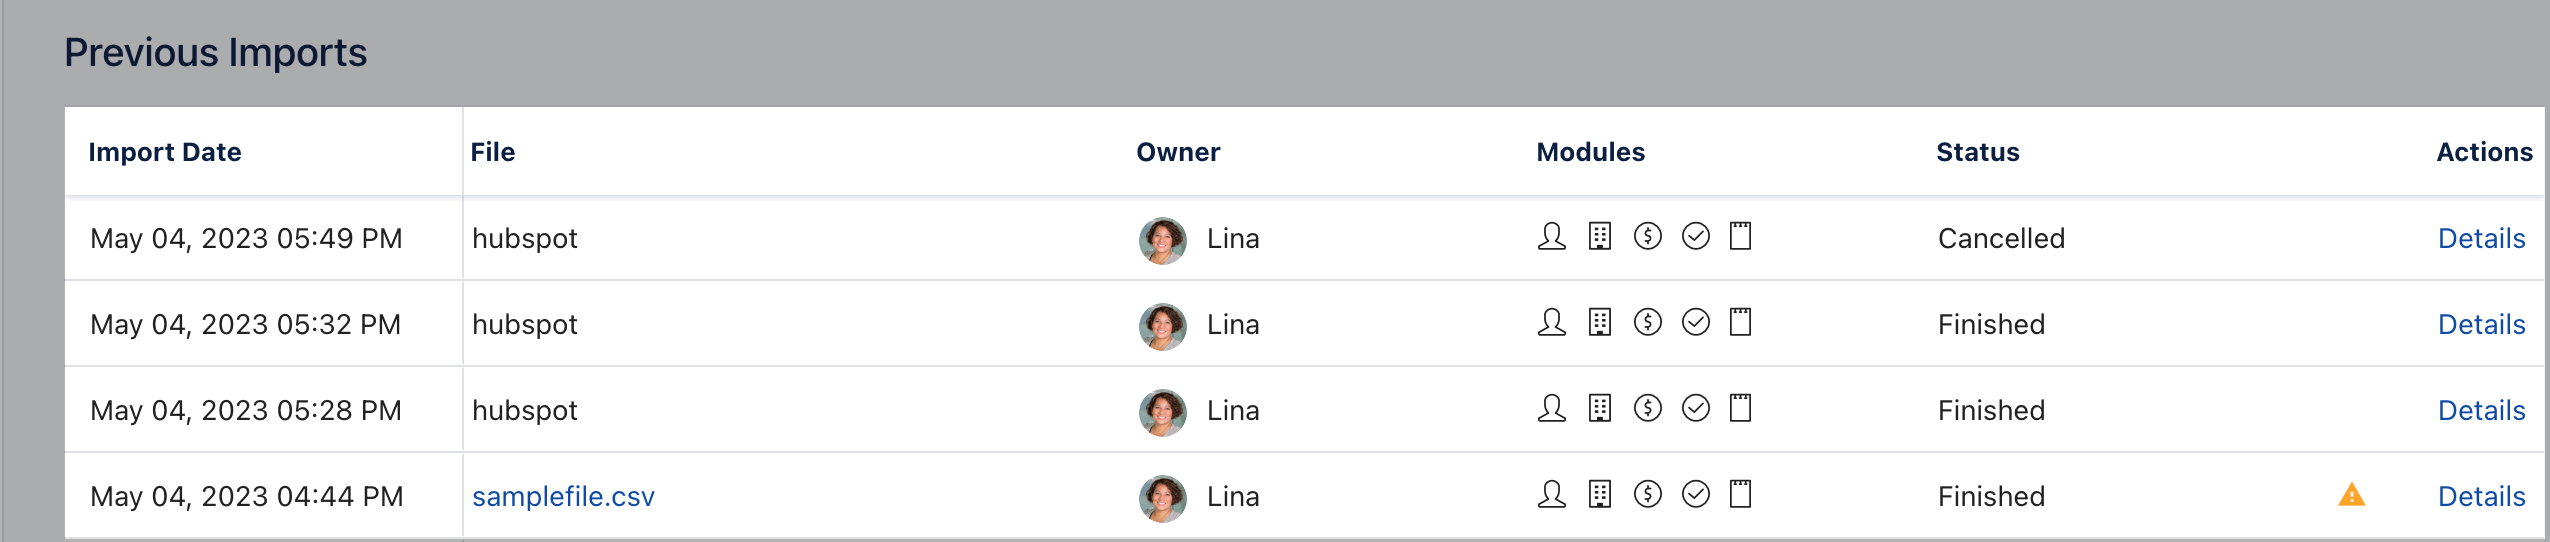 Previous Imports
Import Date File Owner Modules Status Actions
May 04, 2023 05:49 PM hubspot Lina Cancelled Details
May 04, 2023 05:32 PM hubspot Lina Finished Details
May 04, 2023 05:28 PM hubspot Lina Finished Details
May 04, 2023 04:44 PM samplefile.csv Lina Finished Details